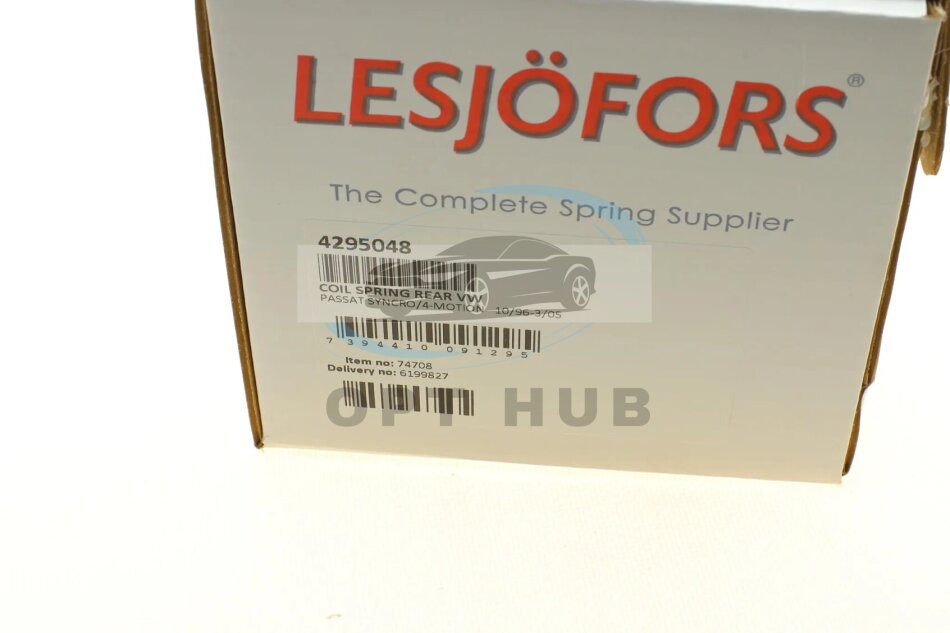 LESJÖFORS®
The Complete Spring Supplier
4295048
COIL SPRING REAR VW
PASSAT SYNCRO/4-MOTION 10/96-3/05
7 394410 091295
Item no: 74708
Delivery no: 6199827
OPT HUB